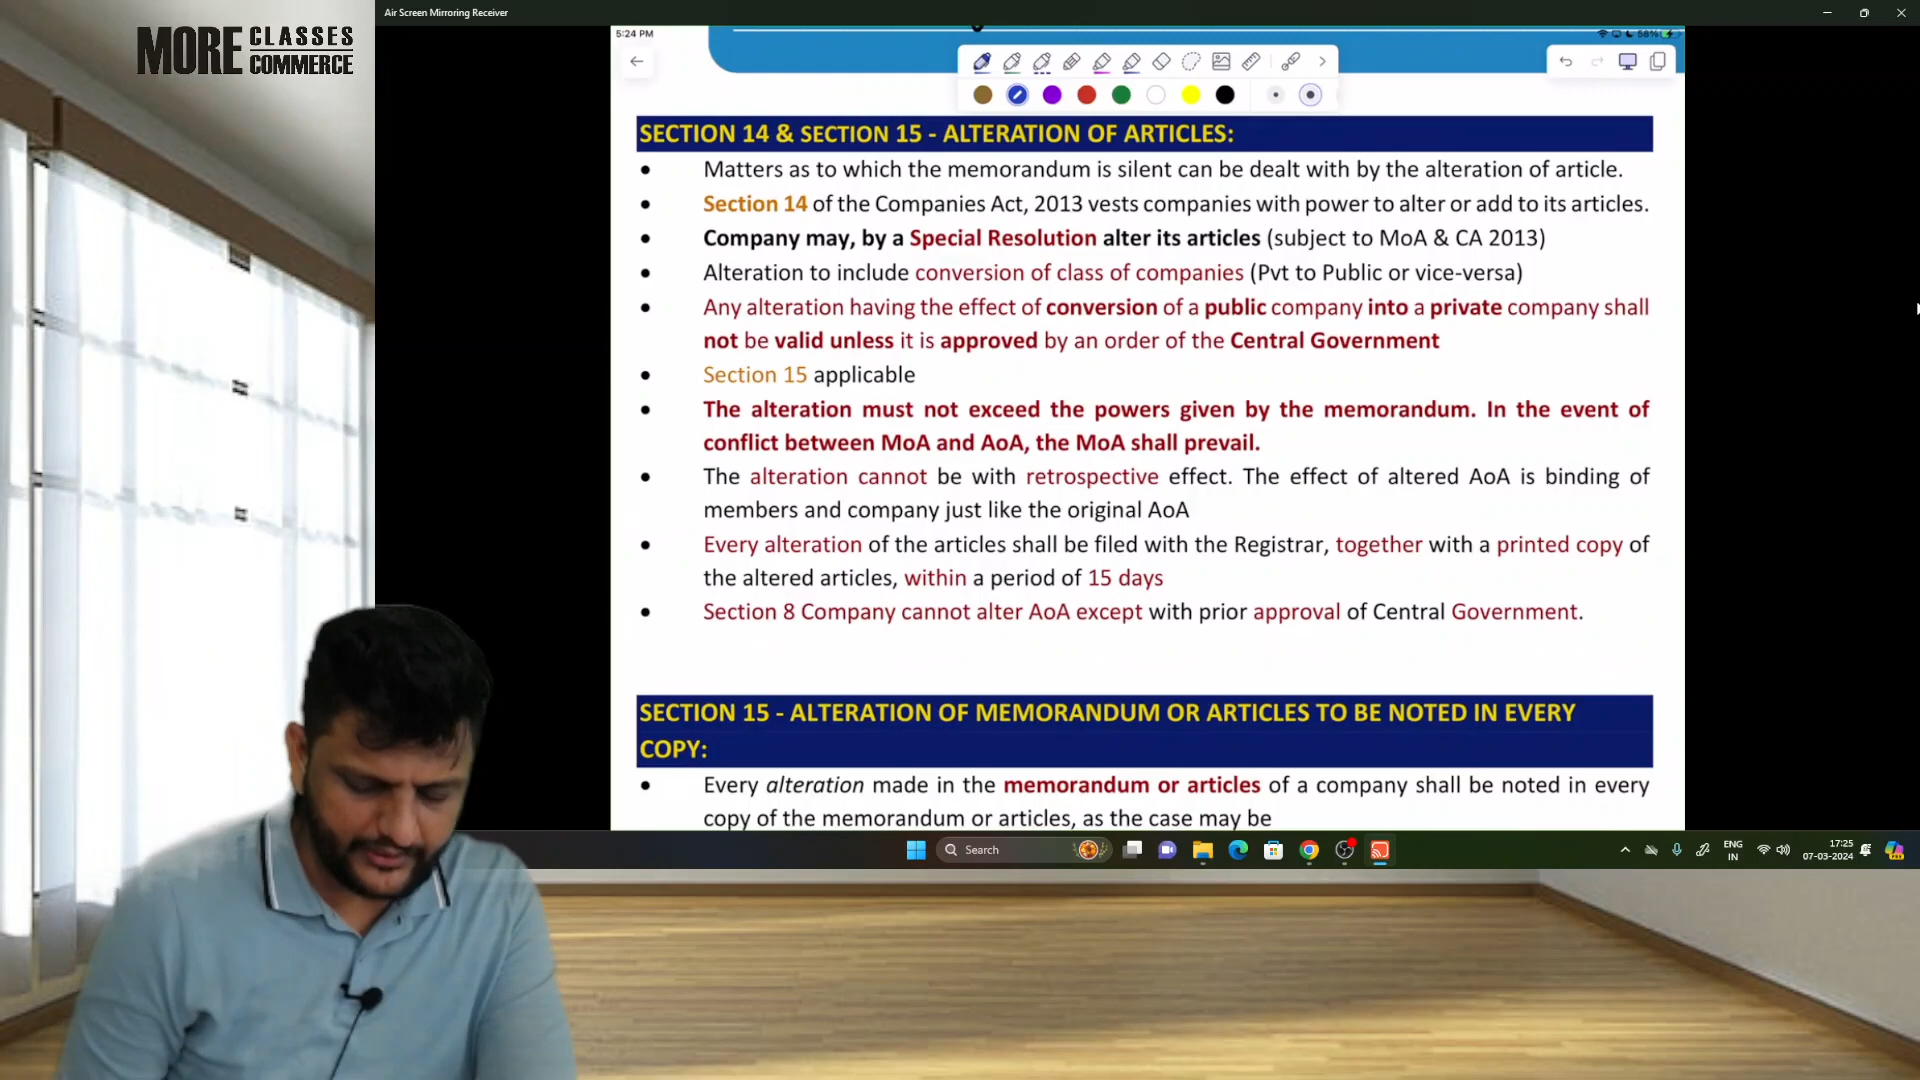 MORE CLASSES COMMERCE
Air Screen Mirroring Receiver
5:24 PM
58%
SECTION 14 & SECTION 15 - ALTERATION OF ARTICLES:
• Matters as to which the memorandum is silent can be dealt with by the alteration of article.
• Section 14 of the Companies Act, 2013 vests companies with power to alter or add to its articles.
• Company may, by a Special Resolution alter its articles (subject to MoA & CA 2013)
• Alteration to include conversion of class of companies (Pvt to Public or vice-versa)
• Any alteration having the effect of conversion of a public company into a private company shall
not be valid unless it is approved by an order of the Central Government
• Section 15 applicable
• The alteration must not exceed the powers given by the memorandum. In the event of
conflict between MoA and AoA, the MoA shall prevail.
• The alteration cannot be with retrospective effect. The effect of altered AoA is binding of
members and company just like the original AoA
• Every alteration of the articles shall be filed with the Registrar, together with a printed copy of
the altered articles, within a period of 15 days
• Section 8 Company cannot alter AoA except with prior approval of Central Government.
SECTION 15 - ALTERATION OF MEMORANDUM OR ARTICLES TO BE NOTED IN EVERY
COPY:
• Every alteration made in the memorandum or articles of a company shall be noted in every
copy of the memorandum or articles, as the case may be
Search
ENG
IN
17:25
07-03-2024